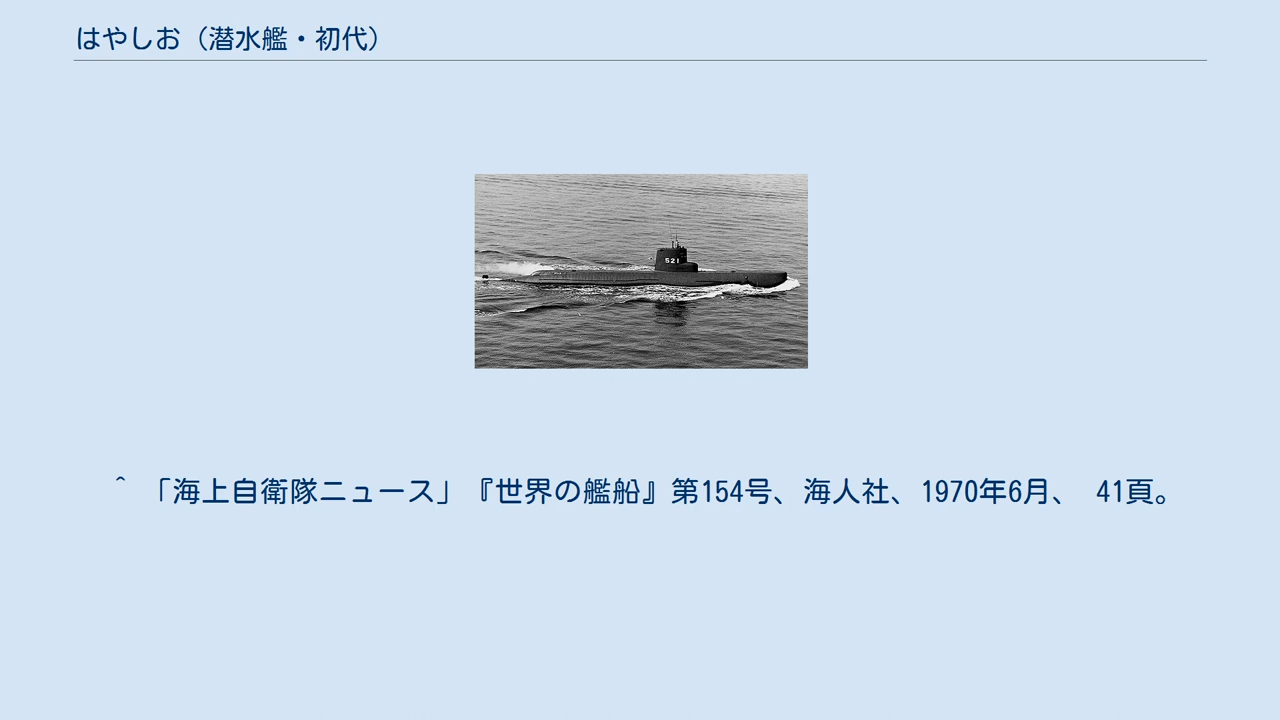 はやしお（潜水艦・初代）
521
^ 「海上自衛隊ニュース」『世界の艦船』第154号、海人社、1970年6月、 41頁。